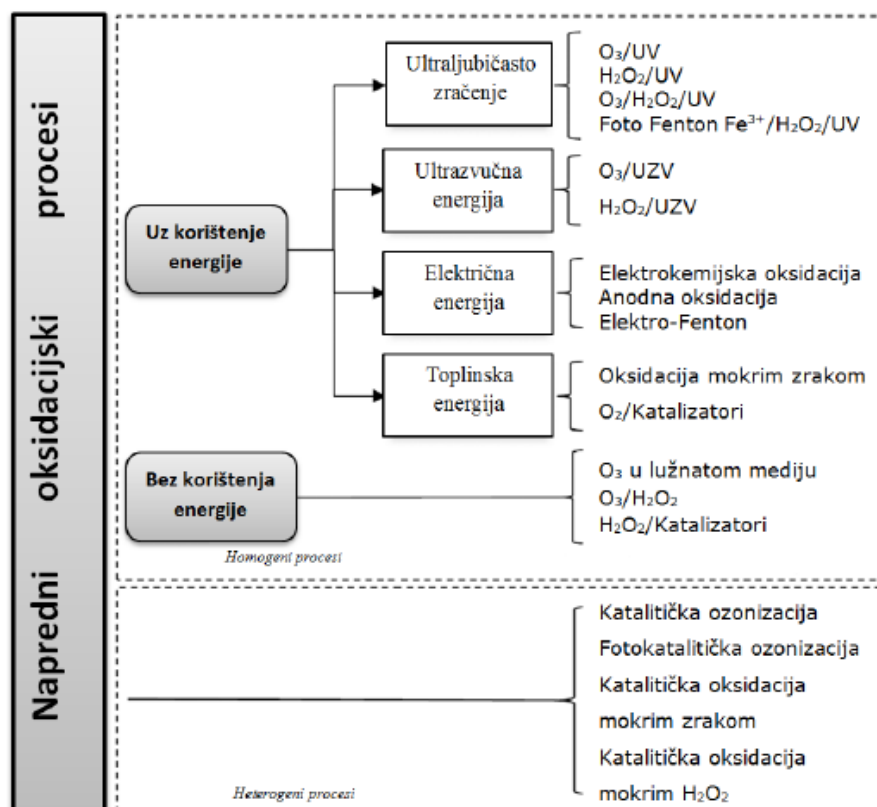 Napredni oksidacijski procesi
Uz korištenje
energije
Ultraljubičasto
zračenje
O₃/UV
H₂O₂/UV
O₃/H₂O₂/UV
Foto Fenton Fe³⁺/H₂O₂/UV
Ultrazvučna
energija
O₃/UZV
H₂O₂/UZV
Električna
energija
Elektrokemijska oksidacija
Anodna oksidacija
Elektro-Fenton
Toplinska
energija
Oksidacija mokrim zrakom
O₂/Katalizatori
Bez korištenja
energije
O₃ u lužnatom mediju
O₃/H₂O₂
H₂O₂/Katalizatori
Homogeni procesi
Katalitička ozonizacija
Fotokatalitička ozonizacija
Katalitička oksidacija
mokrim zrakom
Katalitička oksidacija
mokrim H₂O₂
Heterogeni procesi